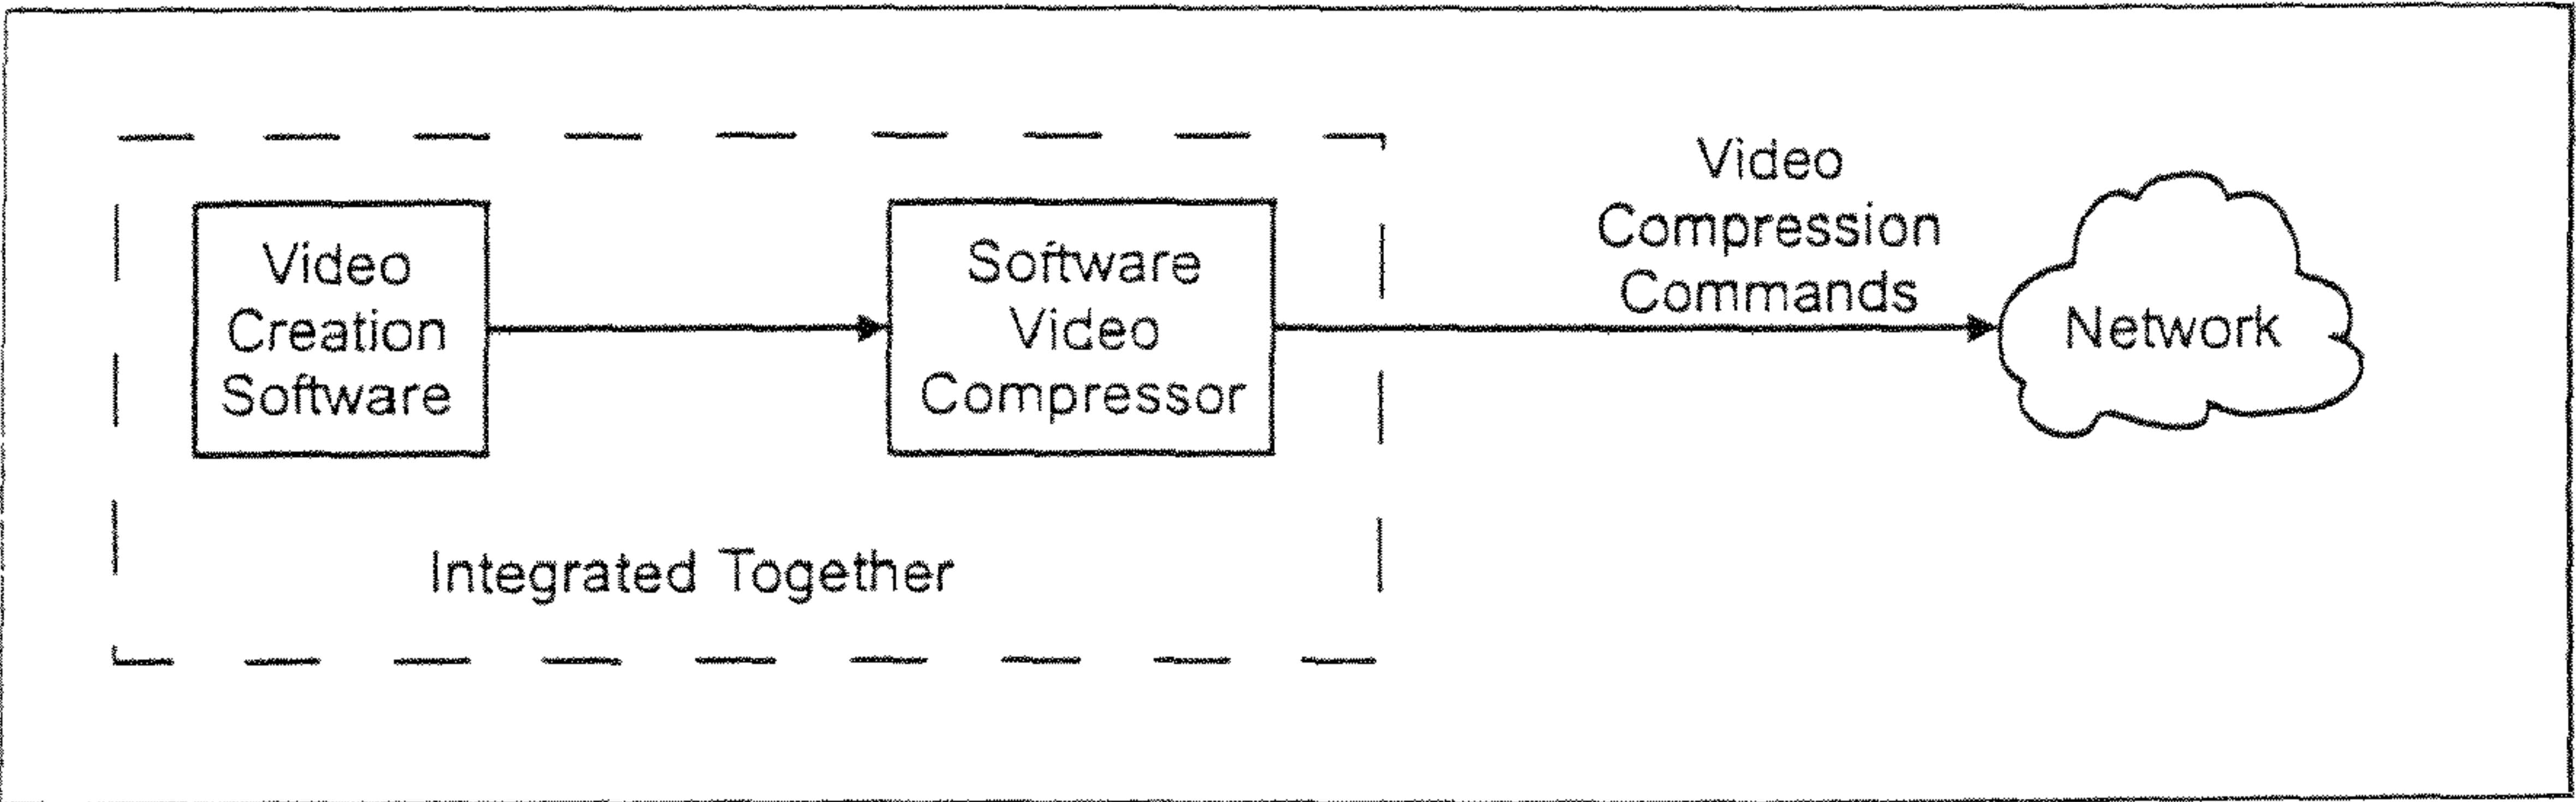 Video
Creation
Software
Software
Video
Compressor
Video
Compression
Commands
Network
Integrated Together